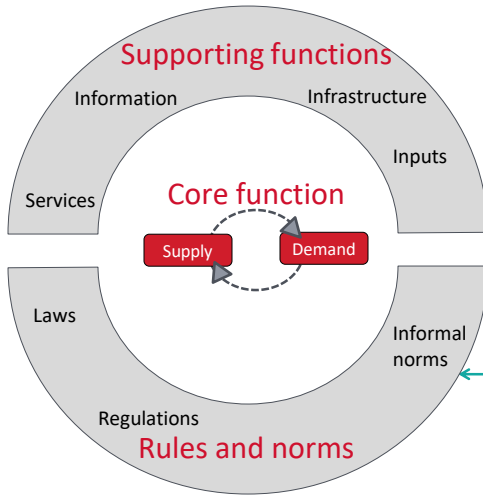 Supporting functions
Information
Infrastructure
Inputs
Services
Core function
Supply
Demand
Laws
Informal
norms
Regulations
Rules and norms